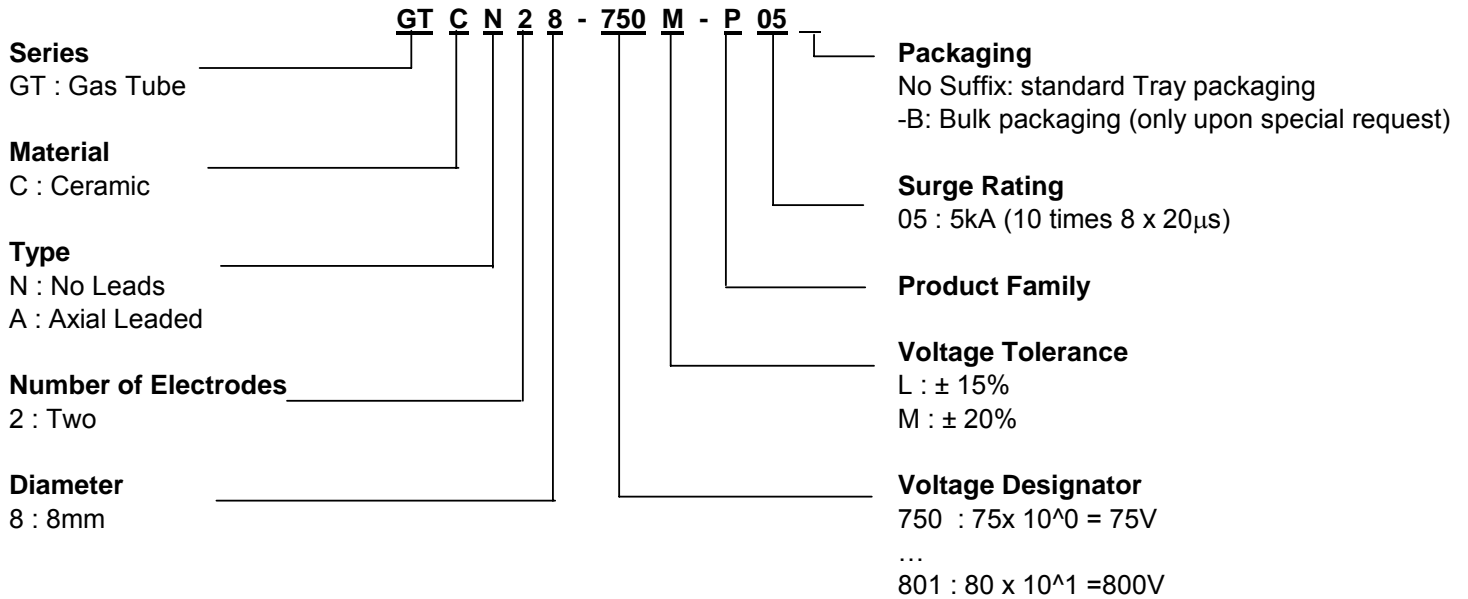 GT C N 2 8 - 750 M - P 05 _
Series
GT : Gas Tube
Material
C : Ceramic
Type
N : No Leads
A : Axial Leaded
Number of Electrodes
2 : Two
Diameter
8 : 8mm
Packaging
No Suffix: standard Tray packaging
-B: Bulk packaging (only upon special request)
Surge Rating
05 : 5kA (10 times 8 x 20μs)
Product Family
Voltage Tolerance
L : ± 15%
M : ± 20%
Voltage Designator
750 : 75x 10^0 = 75V
…
801 : 80 x 10^1 =800V